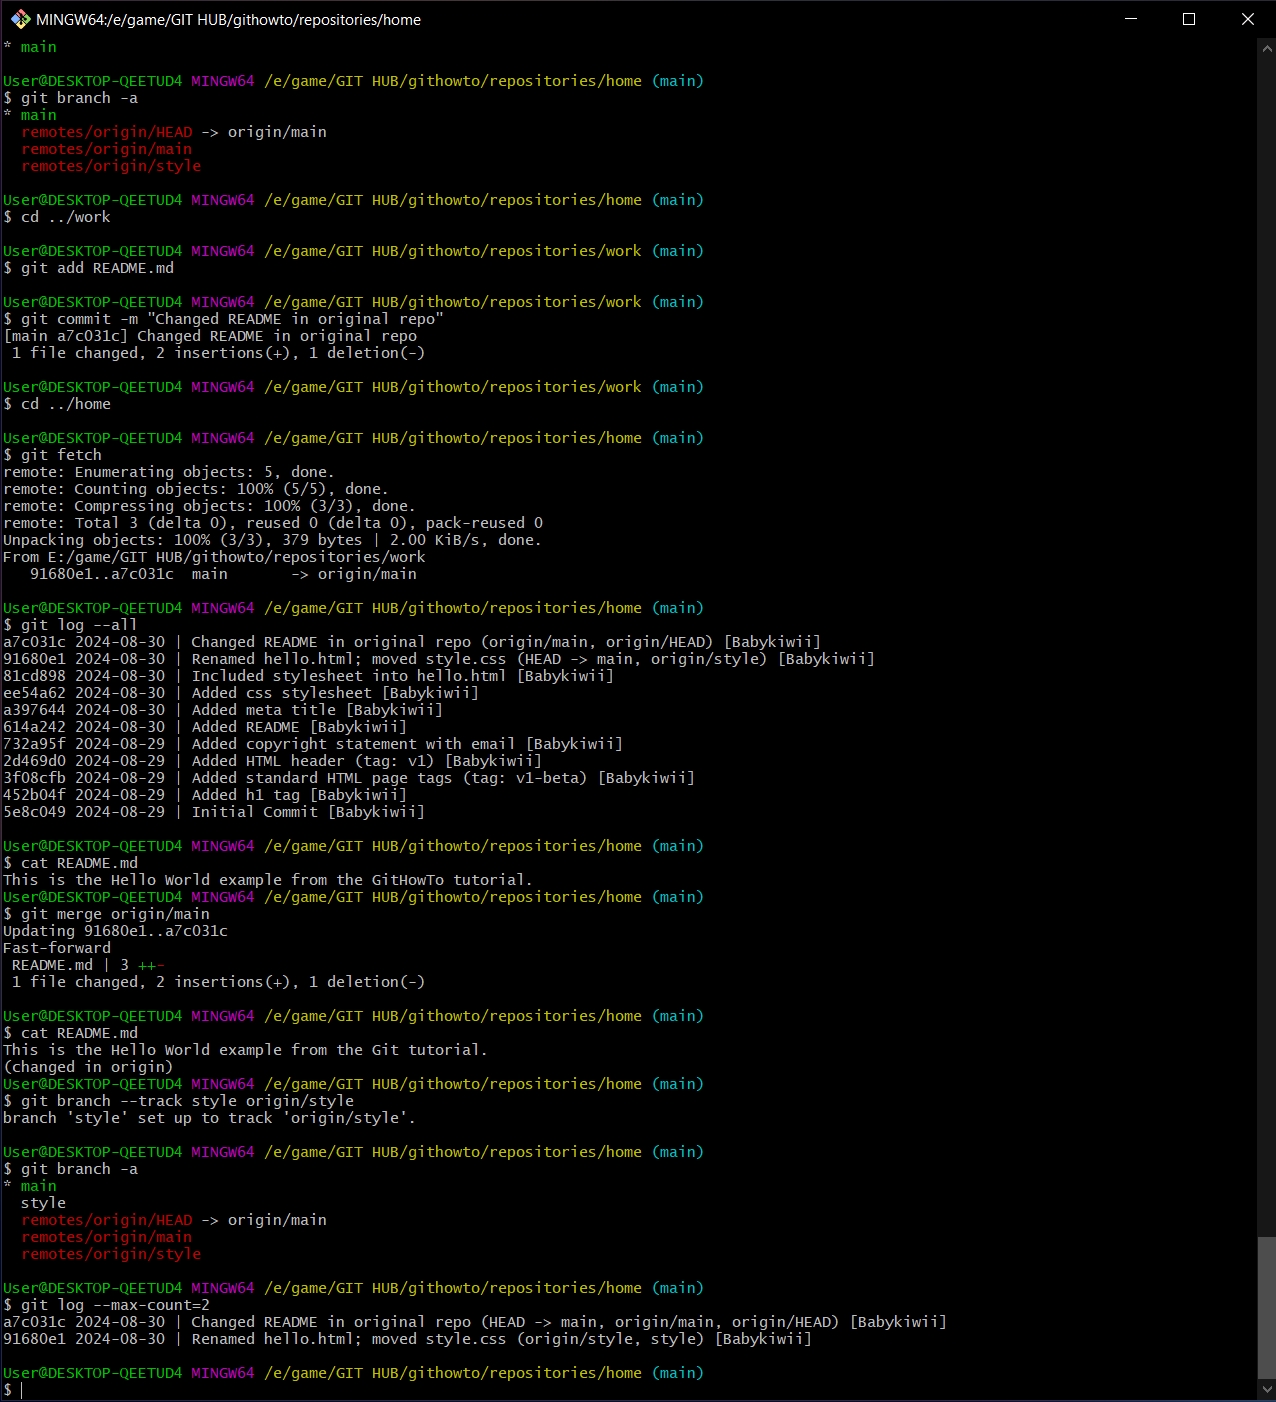 MINGW64:/e/game/GIT HUB/githowto/repositories/home
* main
User@DESKTOP-QEETUD4 MINGW64 /e/game/GIT HUB/githowto/repositories/home (main)
$ git branch -a
* main
remotes/origin/HEAD -> origin/main
remotes/origin/main
remotes/origin/style
User@DESKTOP-QEETUD4 MINGW64 /e/game/GIT HUB/githowto/repositories/home (main)
$ cd ../work
User@DESKTOP-QEETUD4 MINGW64 /e/game/GIT HUB/githowto/repositories/work (main)
$ git add README.md
User@DESKTOP-QEETUD4 MINGW64 /e/game/GIT HUB/githowto/repositories/work (main)
$ git commit -m "Changed README in original repo"
[main a7c031c] Changed README in original repo
1 file changed, 2 insertions(+), 1 deletion(-)
User@DESKTOP-QEETUD4 MINGW64 /e/game/GIT HUB/githowto/repositories/work (main)
$ cd ../home
User@DESKTOP-QEETUD4 MINGW64 /e/game/GIT HUB/githowto/repositories/home (main)
$ git fetch
remote: Enumerating objects: 5, done.
remote: Counting objects: 100% (5/5), done.
remote: Compressing objects: 100% (3/3), done.
remote: Total 3 (delta 0), reused 0 (delta 0), pack-reused 0
Unpacking objects: 100% (3/3), 379 bytes | 2.00 KiB/s, done.
From E:/game/GIT HUB/githowto/repositories/work
91680e1..a7c031c  main       -> origin/main
User@DESKTOP-QEETUD4 MINGW64 /e/game/GIT HUB/githowto/repositories/home (main)
$ git log --all
a7c031c 2024-08-30 | Changed README in original repo (origin/main, origin/HEAD) [Babykiwii]
91680e1 2024-08-30 | Renamed hello.html; moved style.css (HEAD -> main, origin/style) [Babykiwii]
81cd898 2024-08-30 | Included stylesheet into hello.html [Babykiwii]
ee54a62 2024-08-30 | Added css stylesheet [Babykiwii]
a397644 2024-08-30 | Added meta title [Babykiwii]
614a242 2024-08-30 | Added README [Babykiwii]
732a95f 2024-08-29 | Added copyright statement with email [Babykiwii]
2d469d0 2024-08-29 | Added HTML header (tag: v1) [Babykiwii]
3f08cfb 2024-08-29 | Added standard HTML page tags (tag: v1-beta) [Babykiwii]
452b04f 2024-08-29 | Added h1 tag [Babykiwii]
5e8c049 2024-08-29 | Initial Commit [Babykiwii]
User@DESKTOP-QEETUD4 MINGW64 /e/game/GIT HUB/githowto/repositories/home (main)
$ cat README.md
This is the Hello World example from the GitHowTo tutorial.
User@DESKTOP-QEETUD4 MINGW64 /e/game/GIT HUB/githowto/repositories/home (main)
$ git merge origin/main
Updating 91680e1..a7c031c
Fast-forward
README.md | 3 ++-
1 file changed, 2 insertions(+), 1 deletion(-)
User@DESKTOP-QEETUD4 MINGW64 /e/game/GIT HUB/githowto/repositories/home (main)
$ cat README.md
This is the Hello World example from the Git tutorial.
(changed in origin)
User@DESKTOP-QEETUD4 MINGW64 /e/game/GIT HUB/githowto/repositories/home (main)
$ git branch --track style origin/style
branch 'style' set up to track 'origin/style'.
User@DESKTOP-QEETUD4 MINGW64 /e/game/GIT HUB/githowto/repositories/home (main)
$ git branch -a
* main
style
remotes/origin/HEAD -> origin/main
remotes/origin/main
remotes/origin/style
User@DESKTOP-QEETUD4 MINGW64 /e/game/GIT HUB/githowto/repositories/home (main)
$ git log --max-count=2
a7c031c 2024-08-30 | Changed README in original repo (HEAD -> main, origin/main, origin/HEAD) [Babykiwii]
91680e1 2024-08-30 | Renamed hello.html; moved style.css (origin/style, style) [Babykiwii]
User@DESKTOP-QEETUD4 MINGW64 /e/game/GIT HUB/githowto/repositories/home (main)
$